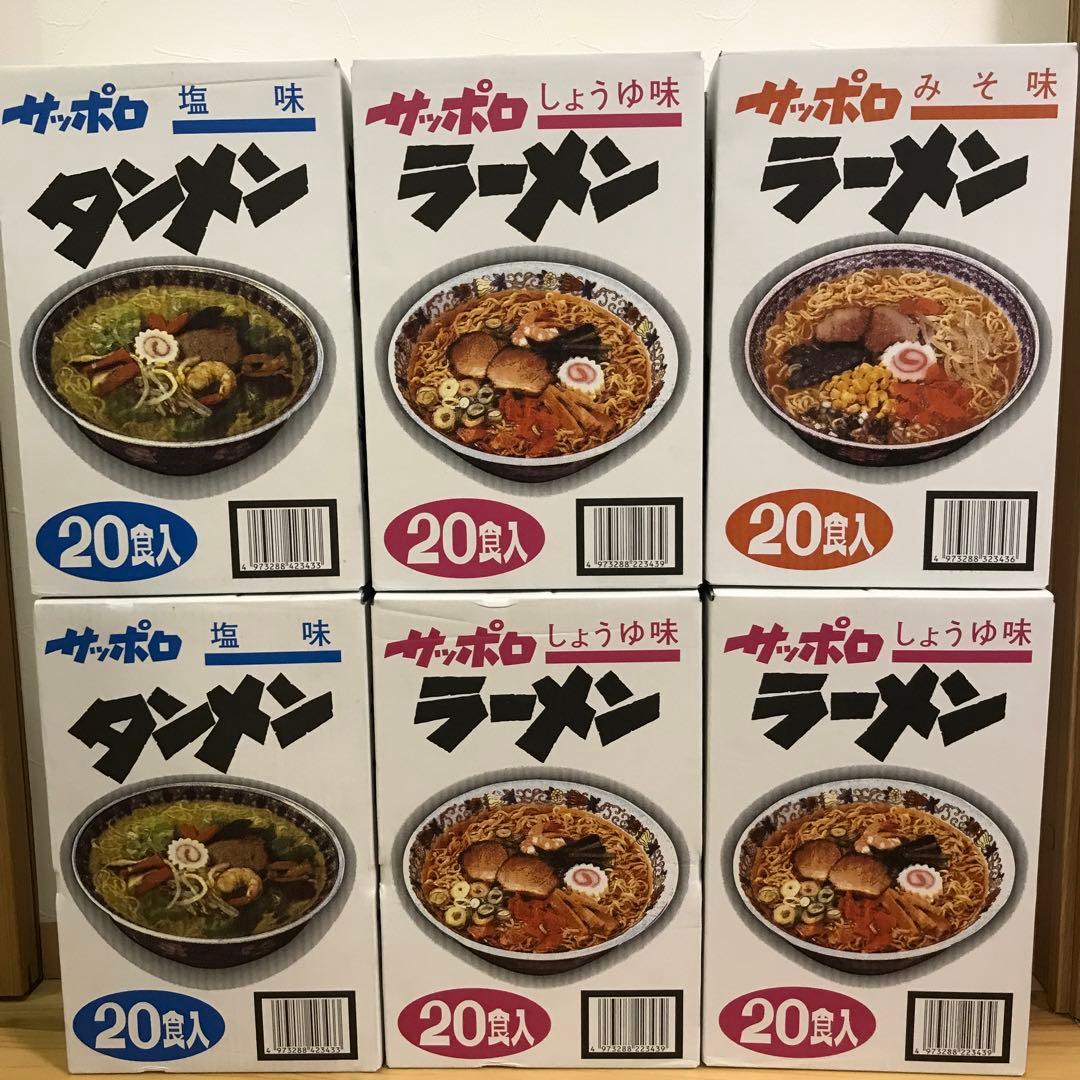 サッポロ 塩味
タンメン
20食入
4 973288 423433
サッポロ しょうゆ味
ラーメン
20食入
4 973288 223439
サッポロ みそ味
ラーメン
20食入
4 973288 323436
サッポロ 塩味
タンメン
20食入
4 973288 423433
サッポロ しょうゆ味
ラーメン
20食入
4 973288 223439
サッポロ しょうゆ味
ラーメン
20食入
4 973288 223439